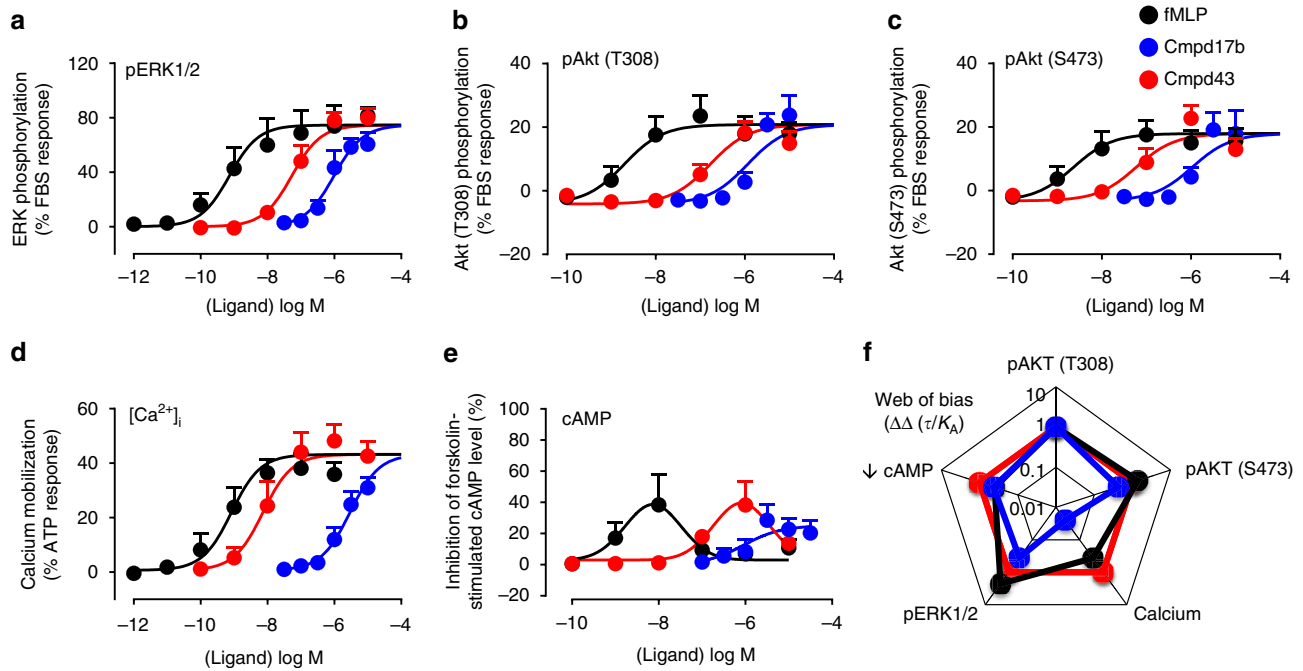 a
pERK1/2
ERK phosphorylation
(% FBS response)
120
80
40
0
−12
−10
−8
−6
−4
(Ligand) log M
b
pAkt (T308)
Akt (T308) phosphorylation
(% FBS response)
40
20
0
−20
−10
−8
−6
−4
(Ligand) log M
c
pAkt (S473)
Akt (S473) phosphorylation
(% FBS response)
40
20
0
−20
−10
−8
−6
−4
(Ligand) log M
fMLP
Cmpd17b
Cmpd43
d
[Ca²⁺]ᵢ
Calcium mobilization
(% ATP response)
60
40
20
0
−12
−10
−8
−6
−4
(Ligand) log M
e
cAMP
Inhibition of forskolin-
stimulated cAMP level (%)
100
80
60
40
20
0
−20
−10
−8
−6
−4
(Ligand) log M
f
pAKT (T308)
Web of bias
(ΔΔ (τ/K_A)
10
1
0.1
0.01
↓ cAMP
pAKT (S473)
pERK1/2
Calcium